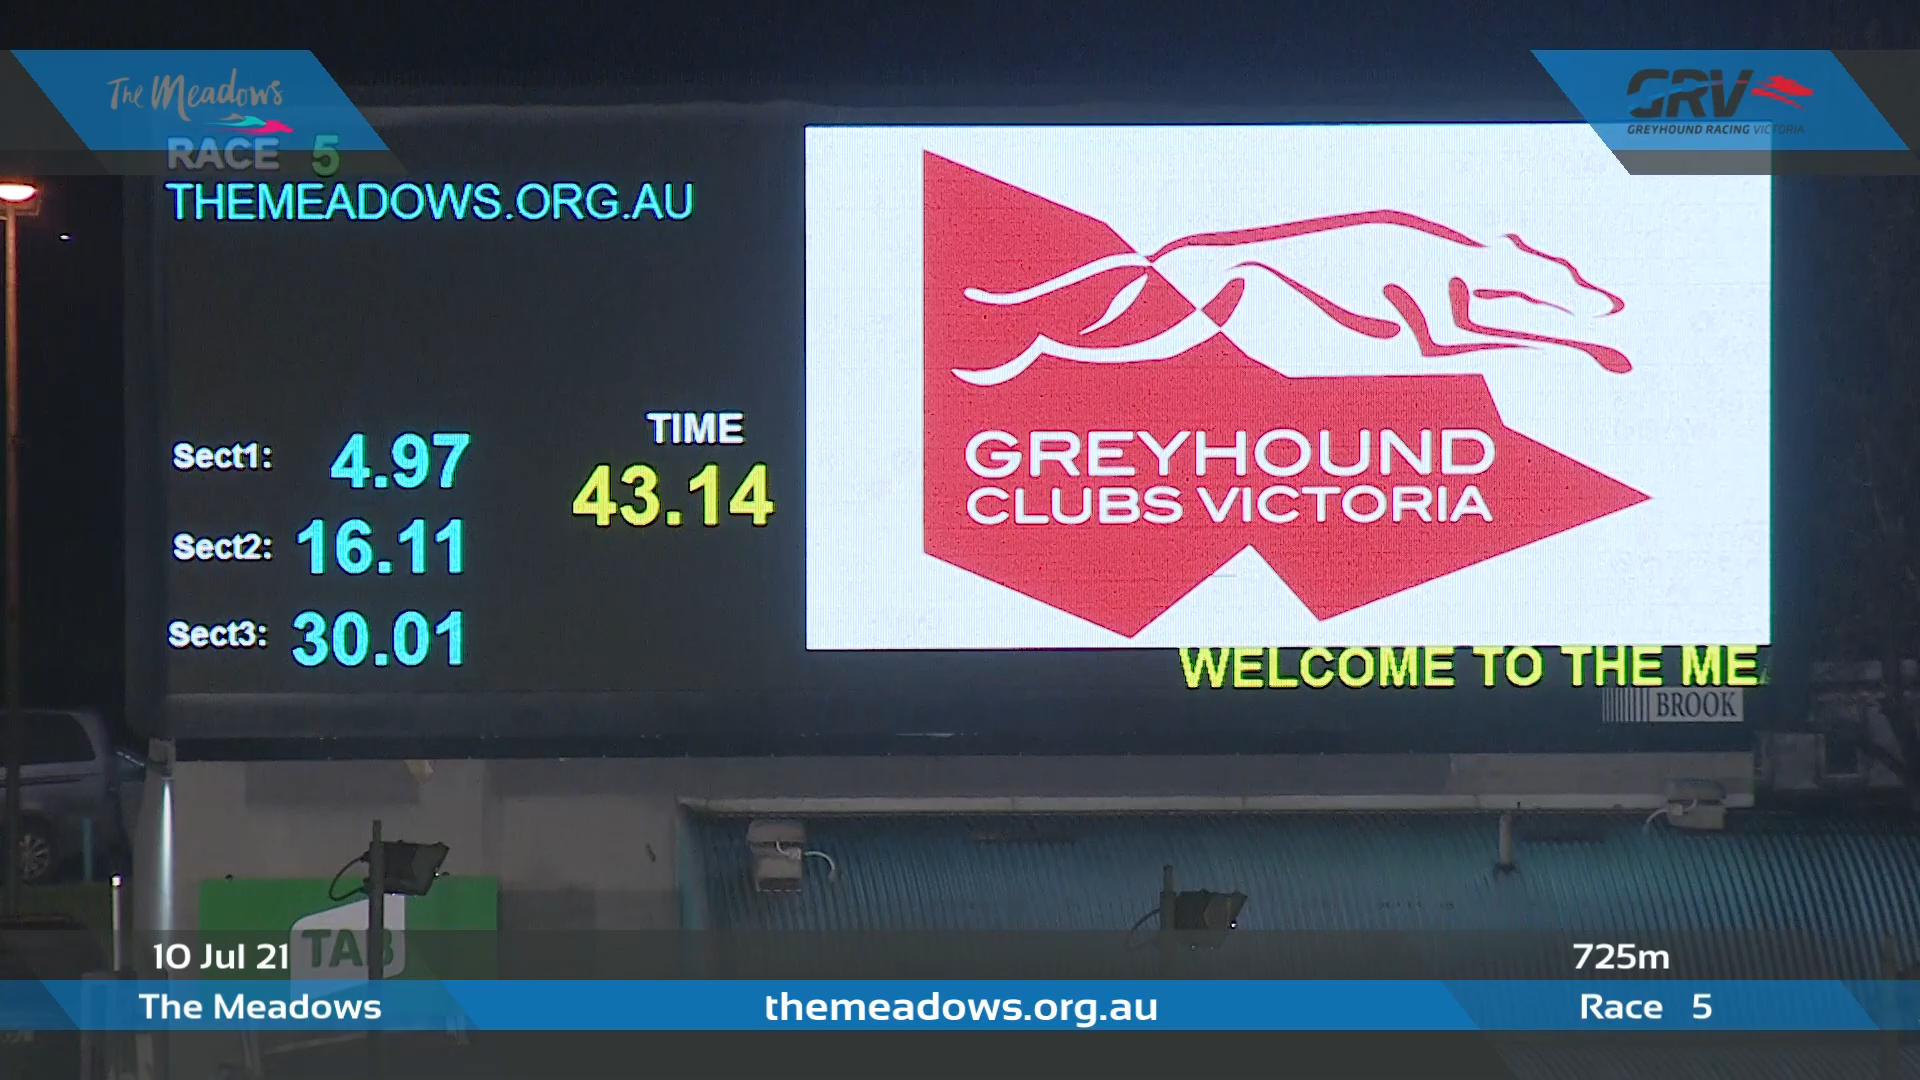 The Meadows
GRV
GREYHOUND RACING VICTORIA
RACE 5
THEMEADOWS.ORG.AU
GREYHOUND
CLUBS VICTORIA
TIME
43.14
Sect1: 4.97
Sect2: 16.11
Sect3: 30.01
WELCOME TO THE ME
BROOK
TAB
10 Jul 21
725m
The Meadows
themeadows.org.au
Race 5